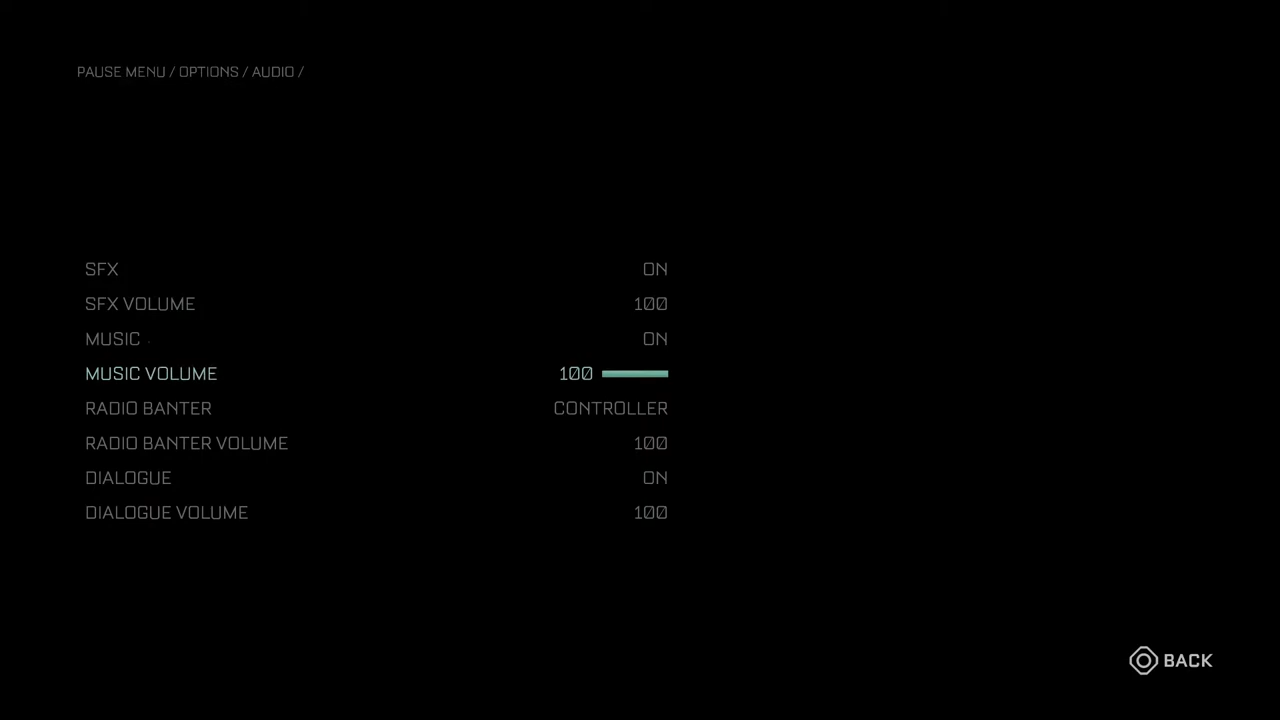 PAUSE MENU / OPTIONS / AUDIO /
SFX ON
SFX VOLUME 100
MUSIC ON
MUSIC VOLUME 100
RADIO BANTER CONTROLLER
RADIO BANTER VOLUME 100
DIALOGUE ON
DIALOGUE VOLUME 100
BACK